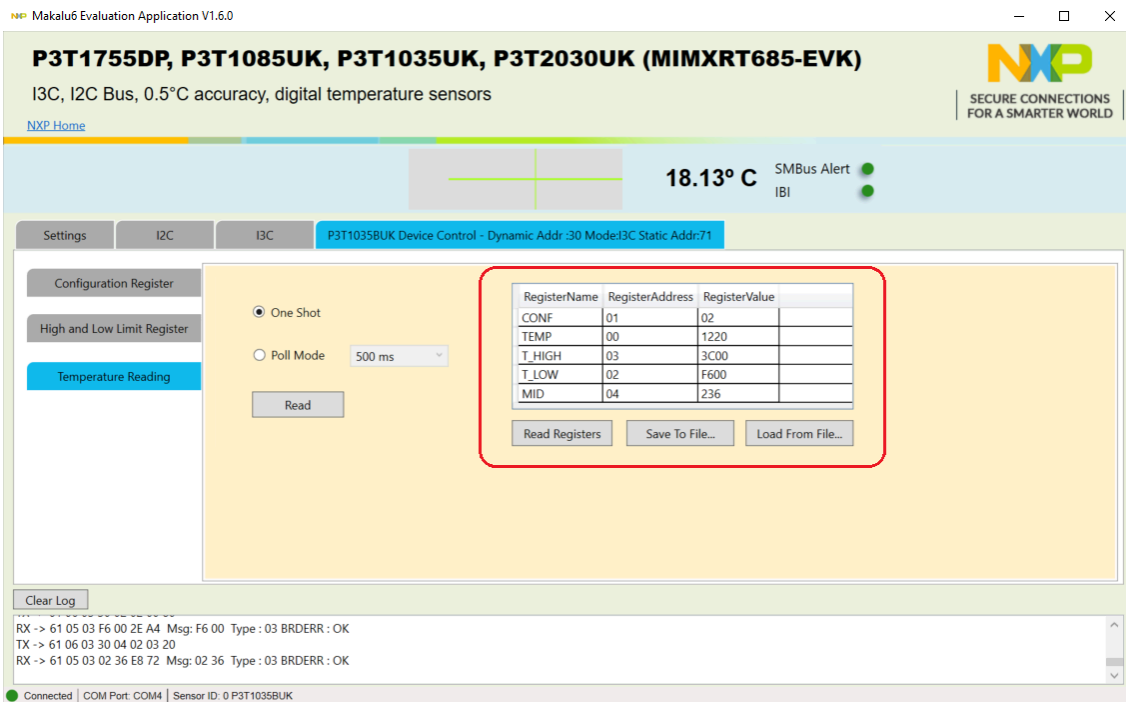 NXP Makalu6 Evaluation Application V1.6.0
P3T1755DP, P3T1085UK, P3T1035UK, P3T2030UK (MIMXRT685-EVK)
I3C, I2C Bus, 0.5°C accuracy, digital temperature sensors
NXP Home
NXP
SECURE CONNECTIONS
FOR A SMARTER WORLD
18.13º C
SMBus Alert
IBI
Settings I2C I3C P3T1035BUK Device Control - Dynamic Addr :30 Mode:I3C Static Addr:71
Configuration Register
High and Low Limit Register
Temperature Reading
One Shot
Poll Mode 500 ms
Read
RegisterName RegisterAddress RegisterValue
CONF 01 02
TEMP 00 1220
T_HIGH 03 3C00
T_LOW 02 F600
MID 04 236
Read Registers Save To File... Load From File...
Clear Log
RX -> 61 05 03 F6 00 2E A4 Msg: F6 00 Type : 03 BRDERR : OK
TX -> 61 06 03 30 04 02 03 20
RX -> 61 05 03 02 36 E8 72 Msg: 02 36 Type : 03 BRDERR : OK
Connected COM Port: COM4 Sensor ID: 0 P3T1035BUK